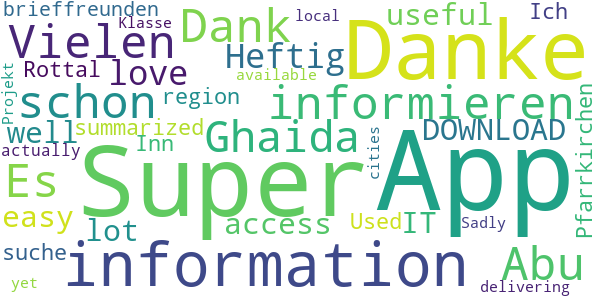 brieffreunden
Klasse
local
Ich
Vielen
Dank
useful
Danke
Heftig
Rottal
love
available
Projekt
schon
region
informieren
well
summarized
Ghaida
DOWNLOAD
Pfarrkirchen
actually
Inn
cities
Super
App
Es
easy
lot
access
Used
IT
Sadly
suche
information
Abu
yet
delivering